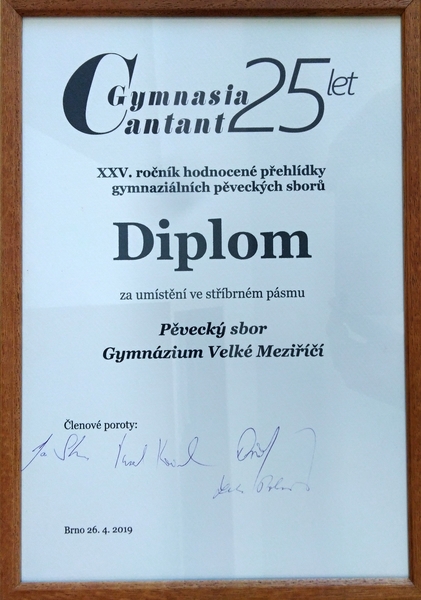 Gymnasia
Cantant 25 let
XXV. ročník hodnocené přehlídky
gymnaziálních pěveckých sborů
Diplom
za umístění ve stříbrném pásmu
Pěvecký sbor
Gymnázium Velké Meziříčí
Členové poroty:
Brno 26. 4. 2019